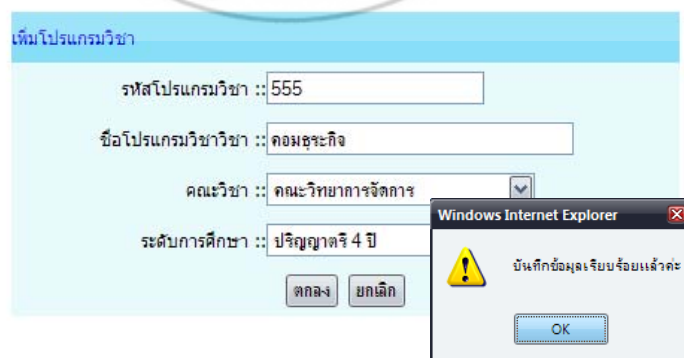 เพิ่มโปรแกรมวิชา
รหัสโปรแกรมวิชา :: 555
ชื่อโปรแกรมวิชาวิชา :: คอมธุระกิจ
คณะวิชา :: คณะวิทยาการจัดการ
ระดับการศึกษา :: ปริญญาตรี 4 ปี
ตกลง ยกเลิก
Windows Internet Explorer
บันทึกข้อมูลเรียบร้อยแล้วค่ะ
OK